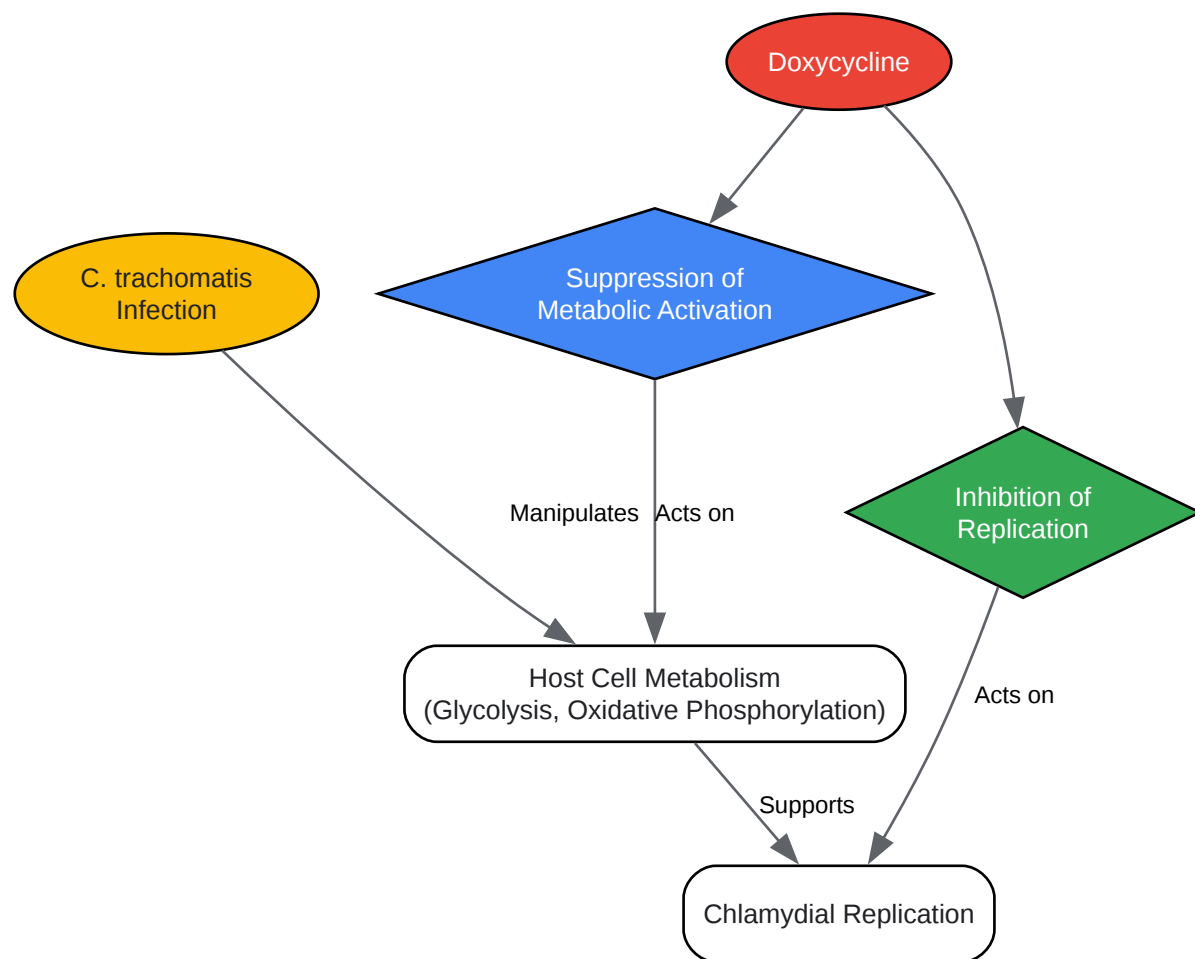 Doxycycline
C. trachomatis
Infection
Suppression of
Metabolic Activation
Inhibition of
Replication
Manipulates
Acts on
Host Cell Metabolism
(Glycolysis, Oxidative Phosphorylation)
Acts on
Supports
Chlamydial Replication